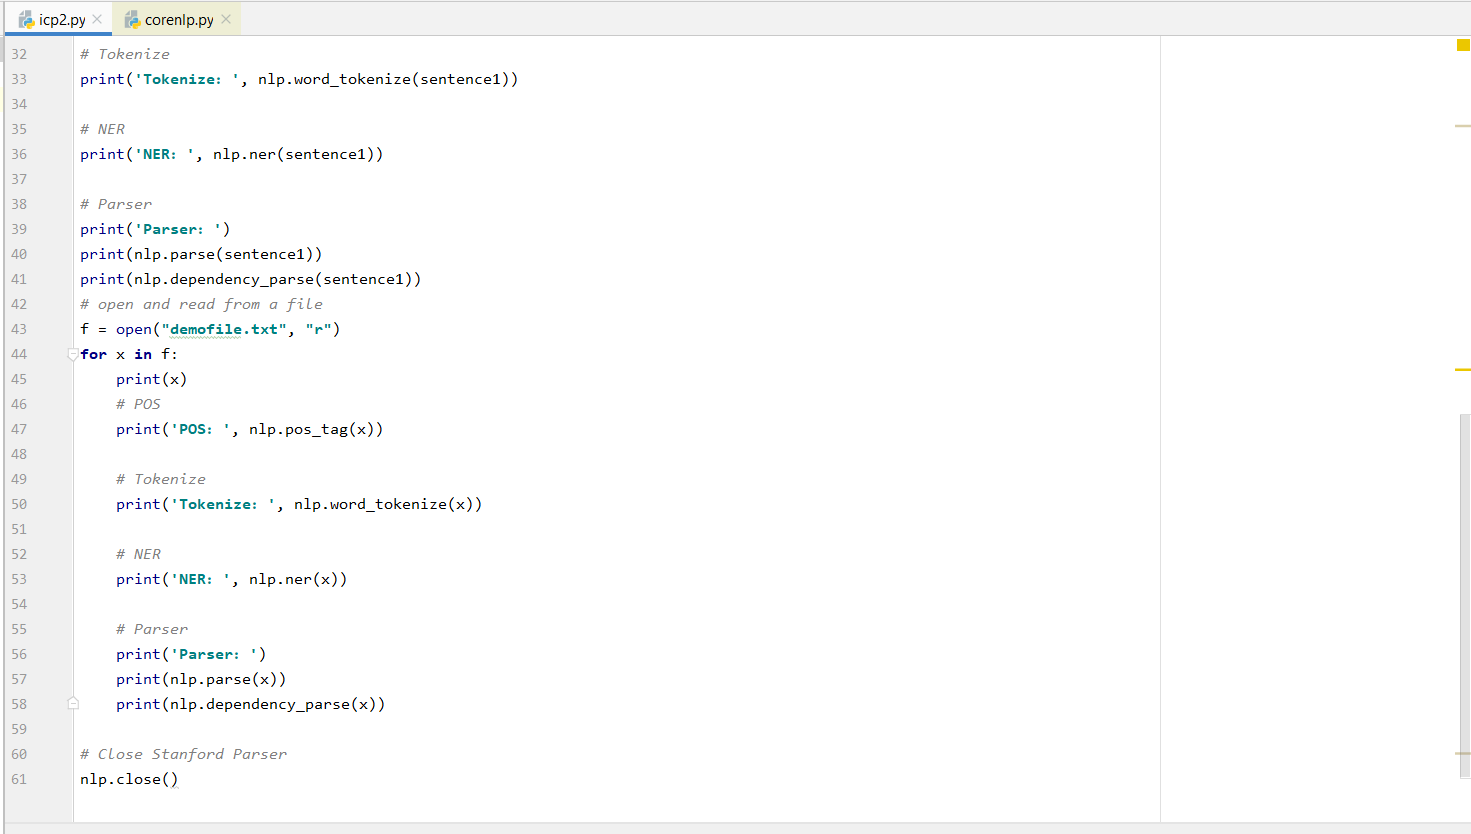 icp2.py corenlp.py
32 # Tokenize
33 print('Tokenize: ', nlp.word_tokenize(sentence1))
34
35 # NER
36 print('NER: ', nlp.ner(sentence1))
37
38 # Parser
39 print('Parser: ')
40 print(nlp.parse(sentence1))
41 print(nlp.dependency_parse(sentence1))
42 # open and read from a file
43 f = open("demofile.txt", "r")
44 for x in f:
45     print(x)
46     # POS
47     print('POS: ', nlp.pos_tag(x))
48
49     # Tokenize
50     print('Tokenize: ', nlp.word_tokenize(x))
51
52     # NER
53     print('NER: ', nlp.ner(x))
54
55     # Parser
56     print('Parser: ')
57     print(nlp.parse(x))
58     print(nlp.dependency_parse(x))
59
60 # Close Stanford Parser
61 nlp.close()